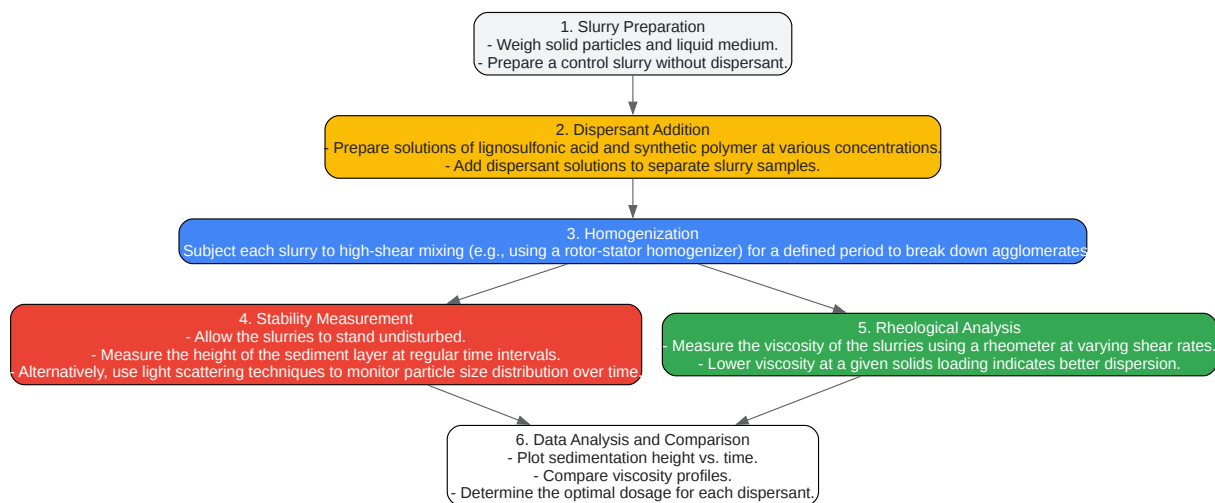 1. Slurry Preparation
- Weigh solid particles and liquid medium.
- Prepare a control slurry without dispersant.
2. Dispersant Addition
- Prepare solutions of lignosulfonic acid and synthetic polymer at various concentrations.
- Add dispersant solutions to separate slurry samples.
3. Homogenization
Subject each slurry to high-shear mixing (e.g., using a rotor-stator homogenizer) for a defined period to break down agglomerates
4. Stability Measurement
- Allow the slurries to stand undisturbed.
- Measure the height of the sediment layer at regular time intervals.
- Alternatively, use light scattering techniques to monitor particle size distribution over time.
5. Rheological Analysis
- Measure the viscosity of the slurries using a rheometer at varying shear rates.
- Lower viscosity at a given solids loading indicates better dispersion.
6. Data Analysis and Comparison
- Plot sedimentation height vs. time.
- Compare viscosity profiles.
- Determine the optimal dosage for each dispersant.